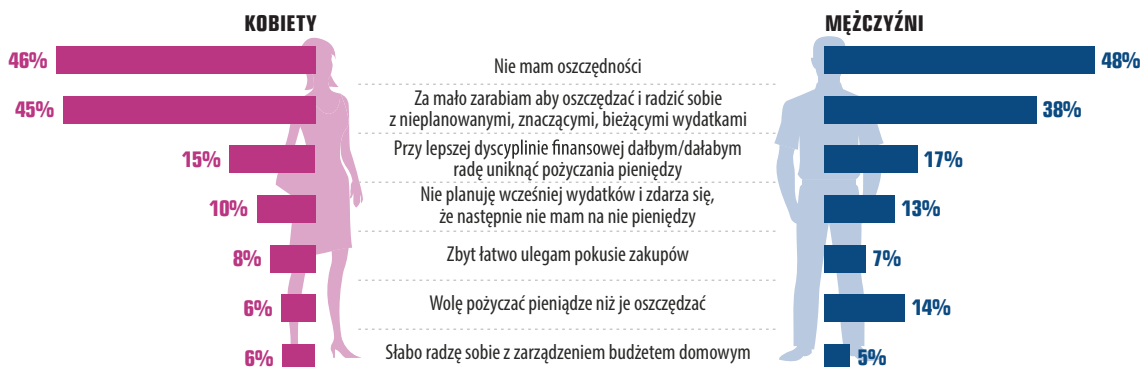 KOBIETY
MĘŻCZYŹNI
46%
Nie mam oszczędności
48%
45%
Za mało zarabiam aby oszczędzać i radzić sobie
z nieplanowanymi, znaczącymi, bieżącymi wydatkami
38%
15%
Przy lepszej dyscyplinie finansowej dałbym/dałabym
radę uniknąć pożyczania pieniędzy
17%
10%
Nie planuję wcześniej wydatków i zdarza się,
że następnie nie mam na nie pieniędzy
13%
8%
Zbyt łatwo ulegam pokusie zakupów
7%
6%
Wolę pożyczać pieniądze niż je oszczędzać
14%
6%
Słabo radzę sobie z zarządzeniem budżetem domowym
5%